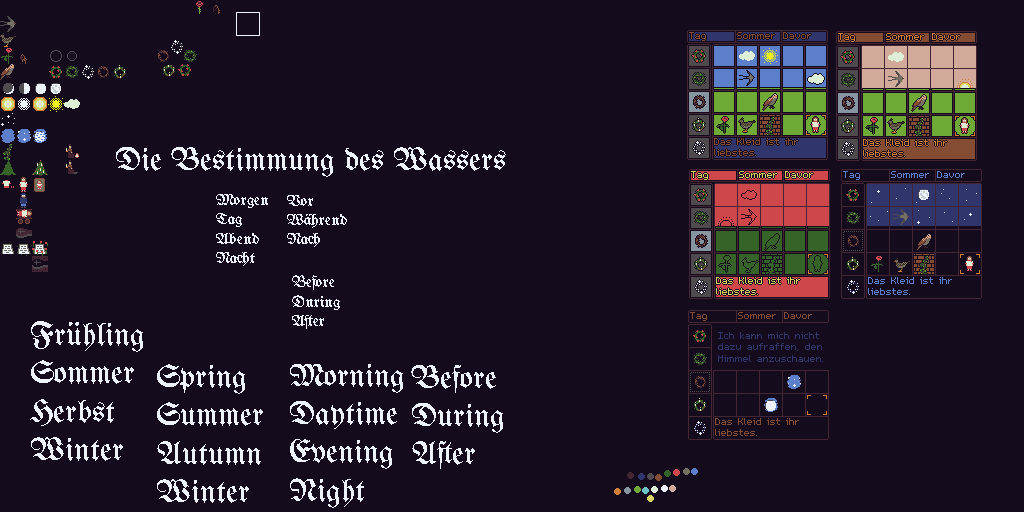 Die Bestimmung des Wassers
Morgen Vor
Tag Während
Abend Nach
Nacht
Before
During
After
Frühling
Sommer
Herbst
Winter
Spring
Summer
Autumn
Winter
Morning Before
Daytime During
Evening After
Night
Tag Sommer Davor
Das Kleid ist ihr
liebstes.
Tag Sommer Davor
Das Kleid ist ihr
liebstes.
Tag Sommer Davor
Das Kleid ist ihr
liebstes.
Tag Sommer Davor
Das Kleid ist ihr
liebstes.
Tag Sommer Davor
Ich kann mich nicht
dazu aufraffen, den
Himmel anzuschauen.
Das Kleid ist ihr
liebstes.